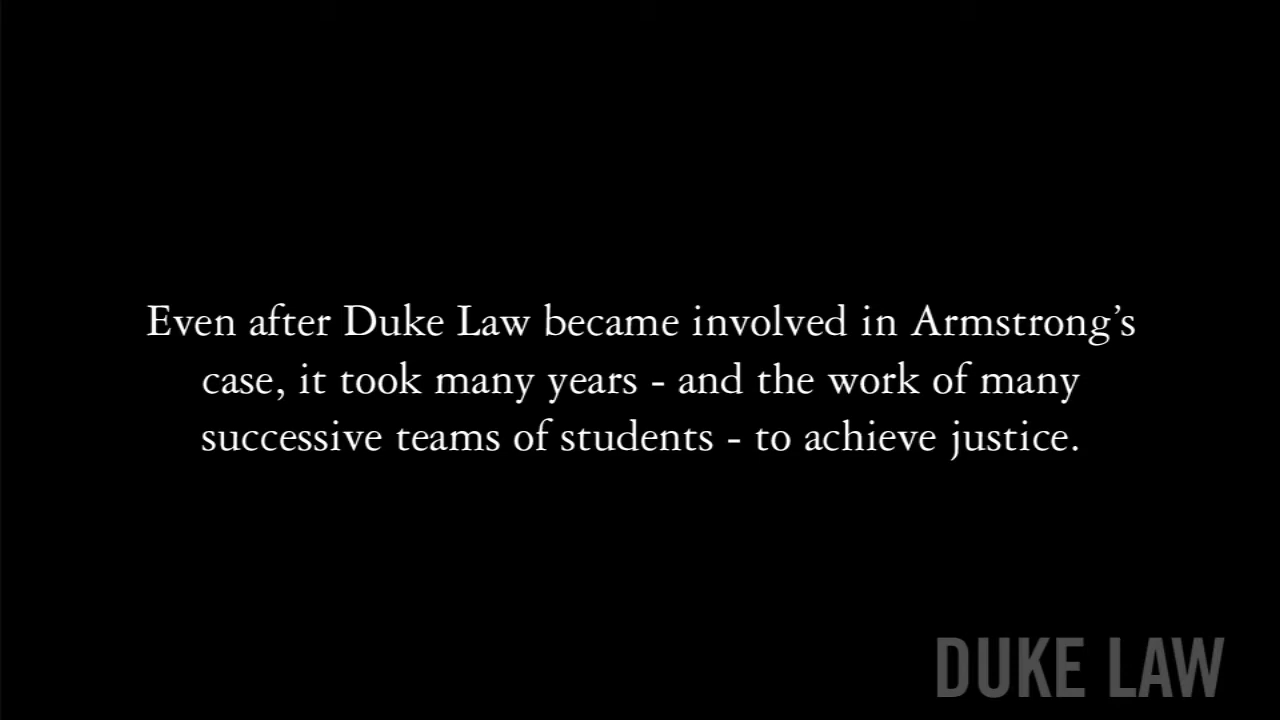 Even after Duke Law became involved in Armstrong’s
case, it took many years - and the work of many
successive teams of students - to achieve justice.
DUKE LAW